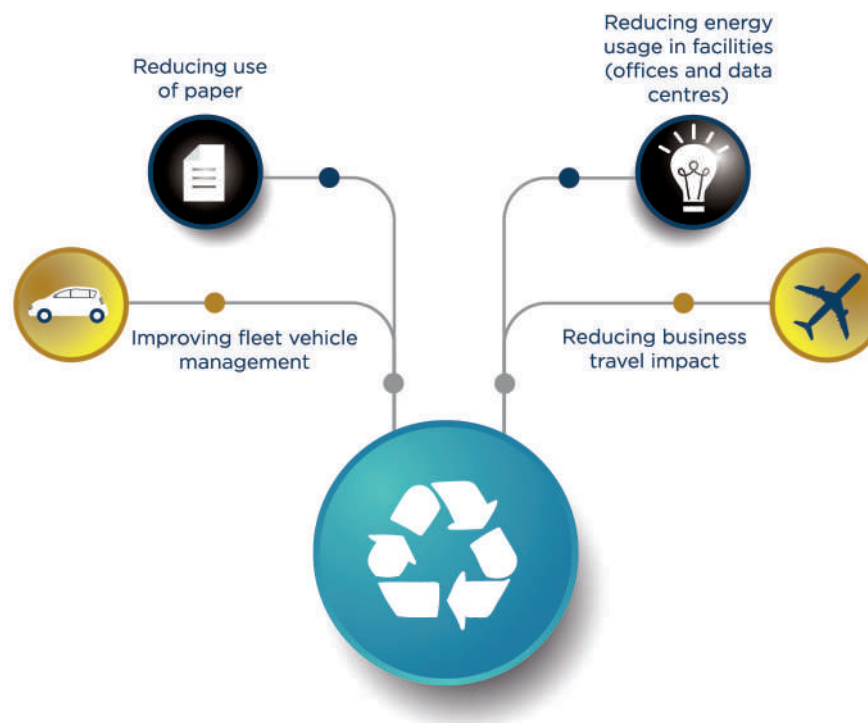 Reducing use
of paper
Reducing energy
usage in facilities
(offices and data
centres)
Improving fleet vehicle
management
Reducing business
travel impact